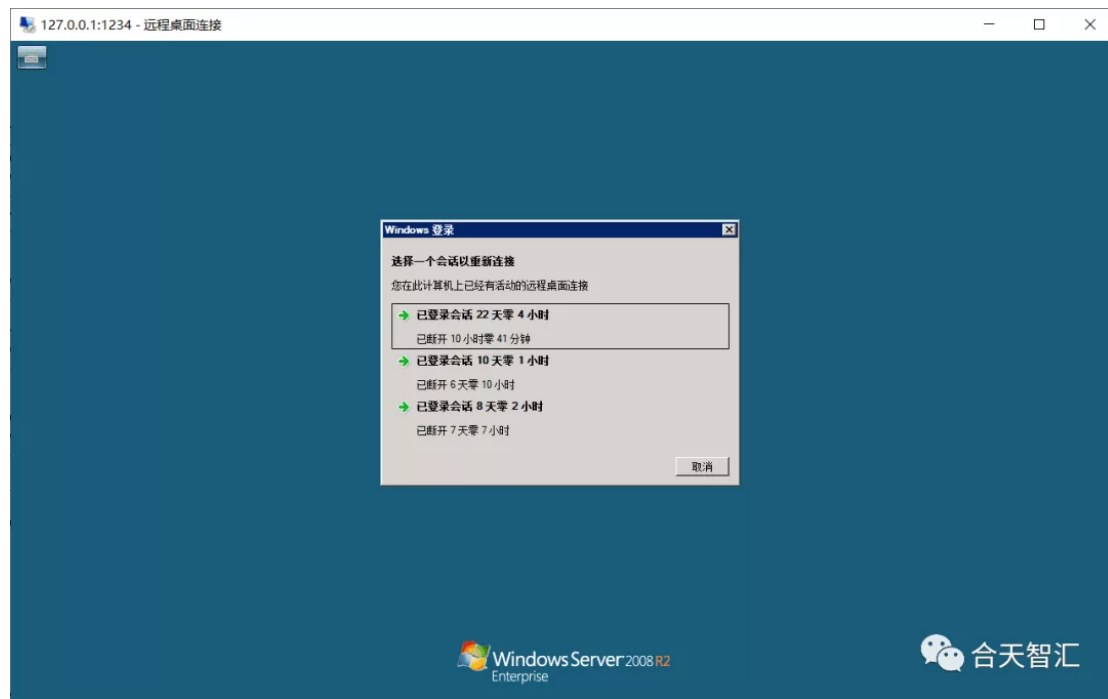 127.0.0.1:1234 - 远程桌面连接
Windows 登录
选择一个会话以重新连接
您在此计算机上已经有活动的远程桌面连接
已登录会话 22 天零 4 小时
已断开 10 小时零 41 分钟
已登录会话 10 天零 1 小时
已断开 6 天零 10 小时
已登录会话 8 天零 2 小时
已断开 7 天零 7 小时
取消
Windows Server 2008 R2
Enterprise
合天智汇